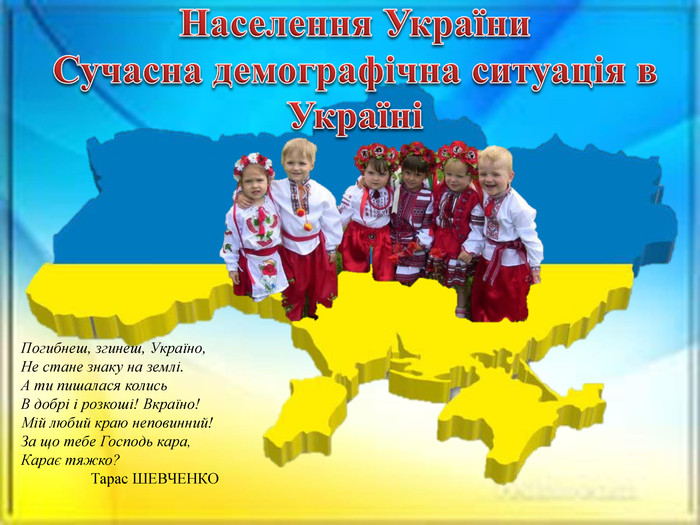 Населення України
Сучасна демографічна ситуація в
Україні
Погибнеш, згинеш, Україно,
Не стане знаку на землі.
А ти пишалася колись
В добрі і розкоші! Вкраїно!
Мій любий краю неповинний!
За що тебе Господь кара,
Карає тяжко?
Тарас ШЕВЧЕНКО